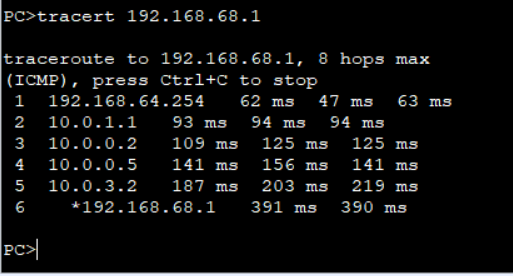 PC>tracert 192.168.68.1
traceroute to 192.168.68.1, 8 hops max
(ICMP), press Ctrl+C to stop
1 192.168.64.254 62 ms 47 ms 63 ms
2 10.0.1.1 93 ms 94 ms 94 ms
3 10.0.0.2 109 ms 125 ms 125 ms
4 10.0.0.5 141 ms 156 ms 141 ms
5 10.0.3.2 187 ms 203 ms 219 ms
6 *192.168.68.1 391 ms 390 ms
PC>